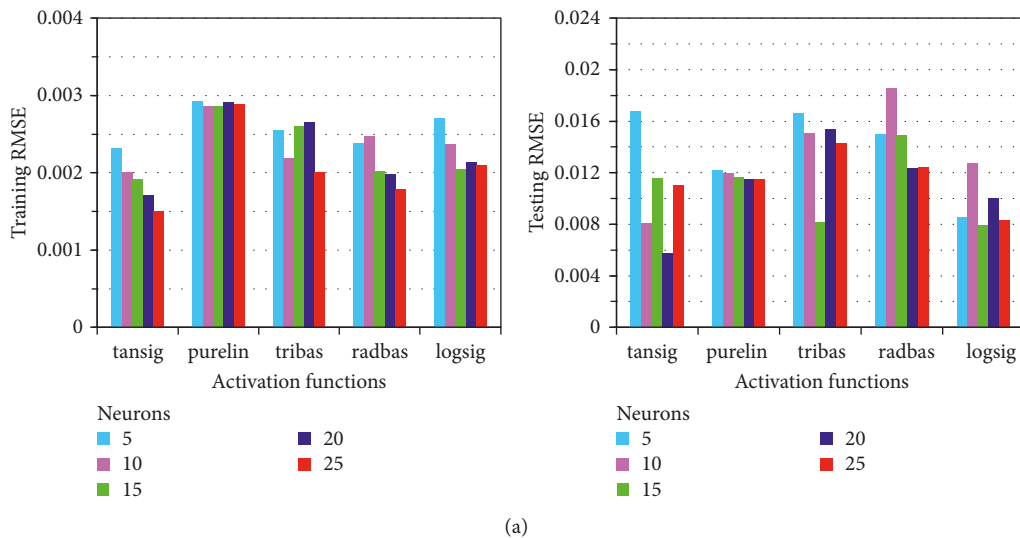 0.004
0.003
0.002
0.001
0
Training RMSE
tansig purelin tribas radbas logsig
Activation functions
Neurons
5
10
15
20
25
0.024
0.02
0.016
0.012
0.008
0.004
0
Testing RMSE
tansig purelin tribas radbas logsig
Activation functions
Neurons
5
10
15
20
25
(a)